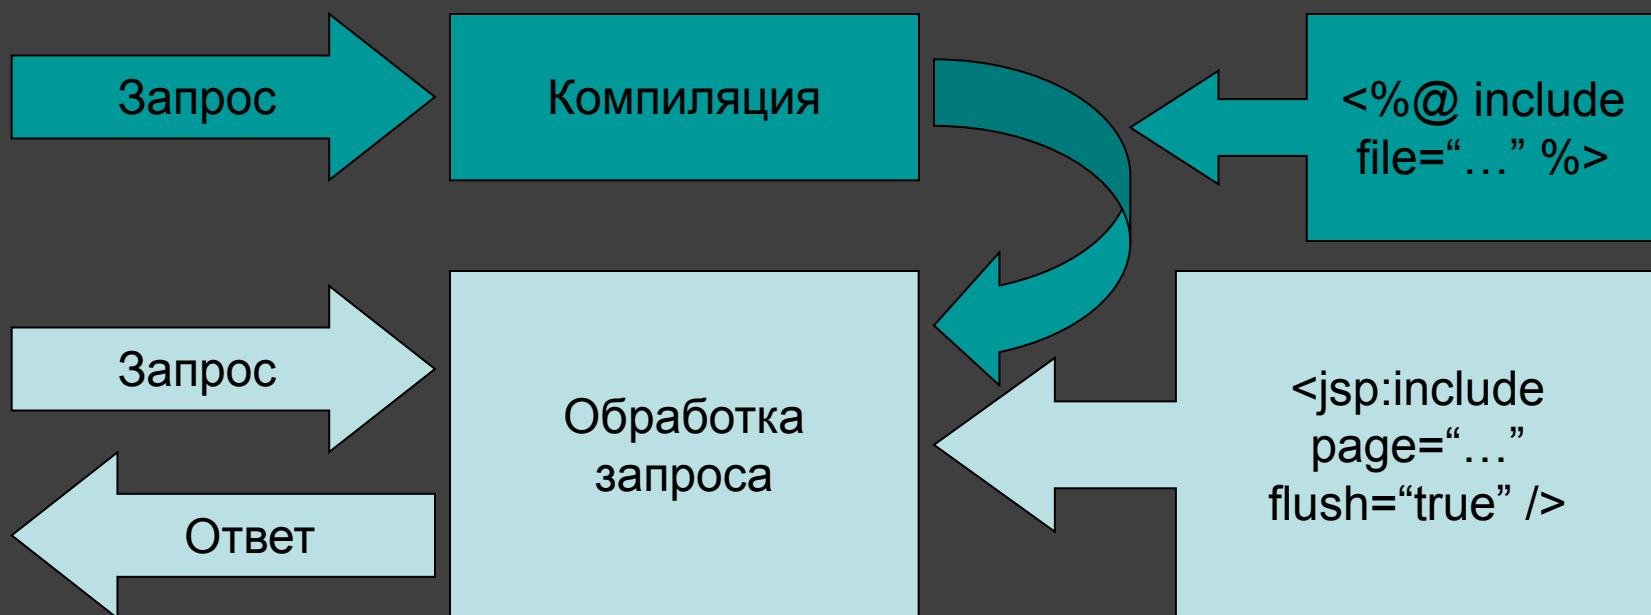 Запрос
Компиляция
<%@ include
file=“…” %>
Запрос
Обработка
запроса
Ответ
<jsp:include
page=“…”
flush=“true” />